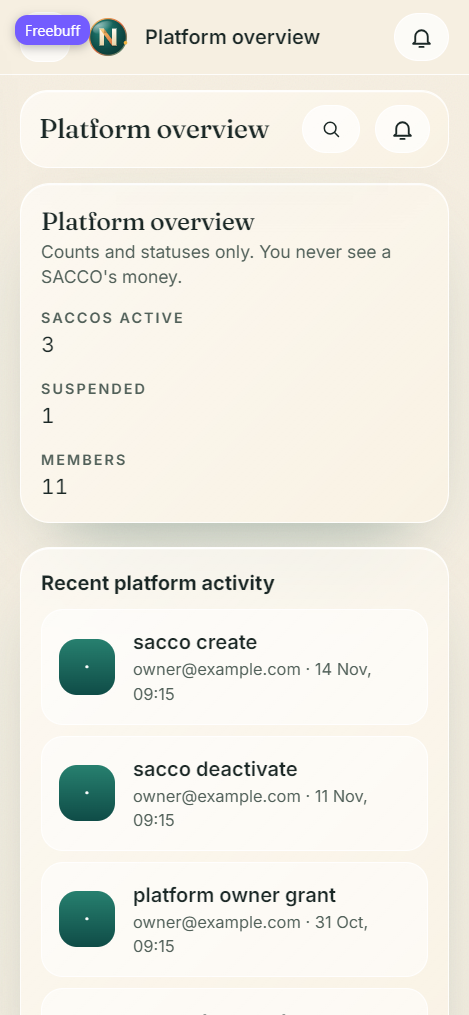 Freebuff
N
Platform overview
Platform overview
Platform overview
Counts and statuses only. You never see a
SACCO's money.
SACCOS ACTIVE
3
SUSPENDED
1
MEMBERS
11
Recent platform activity
sacco create
owner@example.com · 14 Nov,
09:15
sacco deactivate
owner@example.com · 11 Nov,
09:15
platform owner grant
owner@example.com · 31 Oct,
09:15